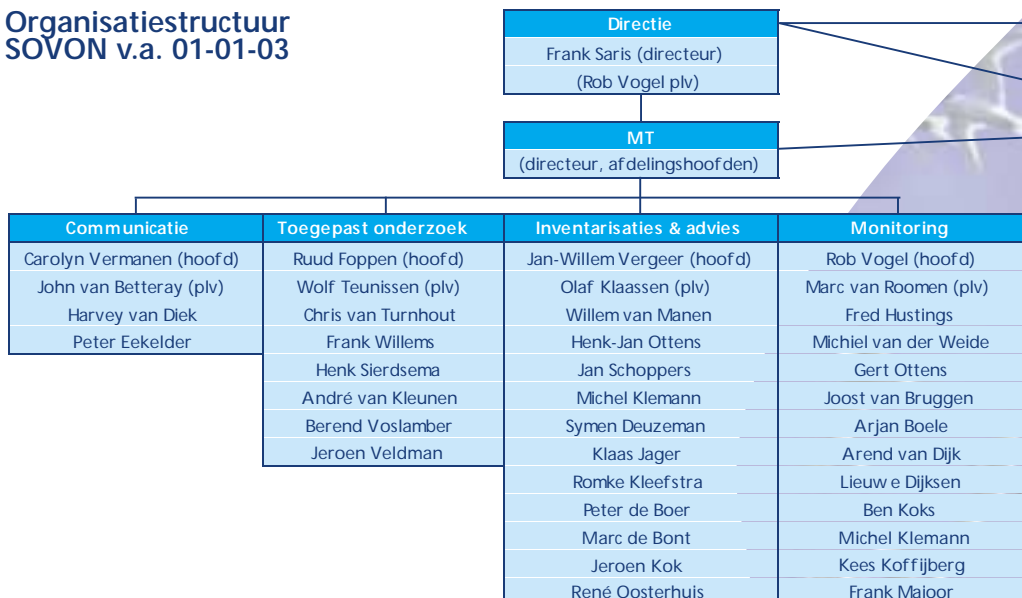 Organisatiestructuur
SOVON v.a. 01-01-03
Directie
Frank Saris (directeur)
(Rob Vogel plv)
MT
(directeur, afdelingshoofden)
Communicatie
Carolyn Vermanen (hoofd)
John van Betteray (plv)
Harvey van Diek
Peter Eekelder
Toegepast onderzoek
Ruud Foppen (hoofd)
Wolf Teunissen (plv)
Chris van Turnhout
Frank Willems
Henk Sierdsema
André van Kleunen
Berend Voslamber
Jeroen Veldman
Inventarisaties & advies
Jan-Willem Vergeer (hoofd)
Olaf Klaassen (plv)
Willem van Manen
Henk-Jan Ottens
Jan Schoppers
Michel Klemann
Symen Deuzeman
Klaas Jager
Romke Kleefstra
Peter de Boer
Marc de Bont
Jeroen Kok
René Oosterhuis
Monitoring
Rob Vogel (hoofd)
Marc van Roomen (plv)
Fred Hustings
Michiel van der Weide
Gert Ottens
Joost van Bruggen
Arjan Boele
Arend van Dijk
Lieuwe Dijksen
Ben Koks
Michel Klemann
Kees Koffijberg
Frank Majoor